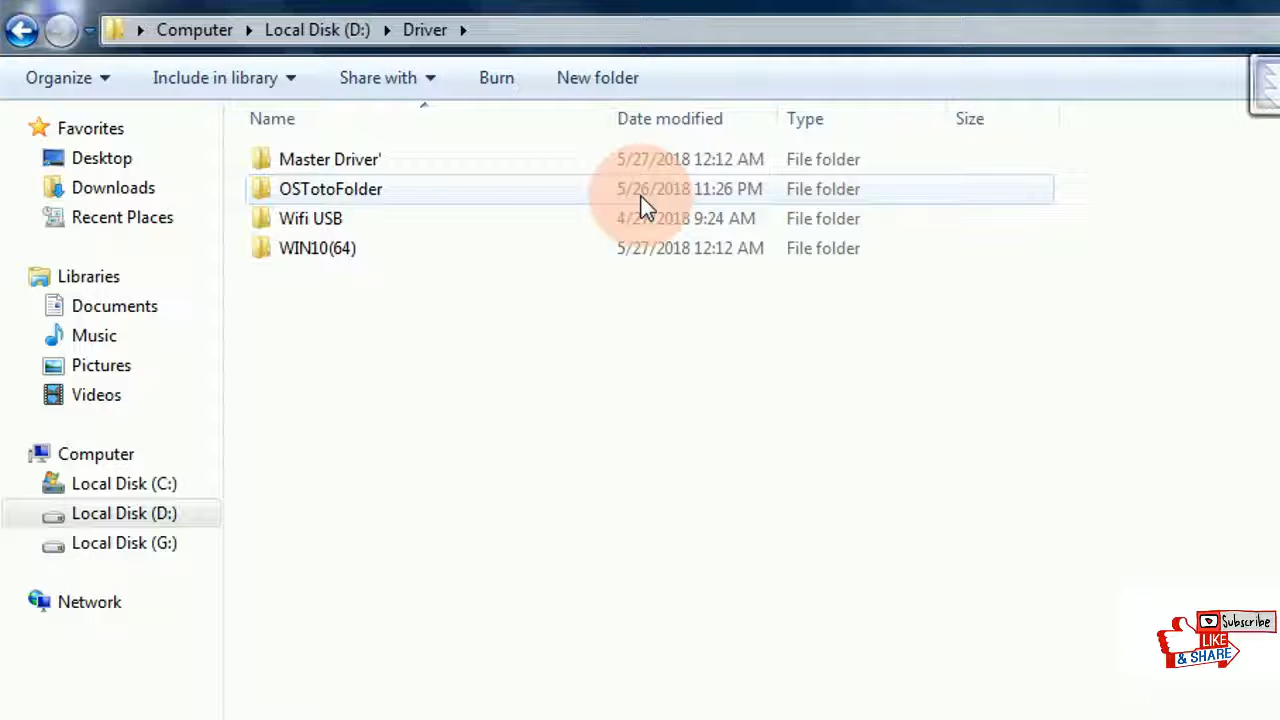 Computer Local Disk (D:) Driver
Organize Include in library Share with Burn New folder
Name Date modified Type Size
Favorites
Desktop
Downloads
Recent Places
Libraries
Documents
Music
Pictures
Videos
Computer
Local Disk (C:)
Local Disk (D:)
Local Disk (G:)
Network
Master Driver' 5/27/2018 12:12 AM File folder
OSTotoFolder 5/26/2018 11:26 PM File folder
Wifi USB 4/27/2018 9:24 AM File folder
WIN10(64) 5/27/2018 12:12 AM File folder
Subscribe
LIKE
& SHARE